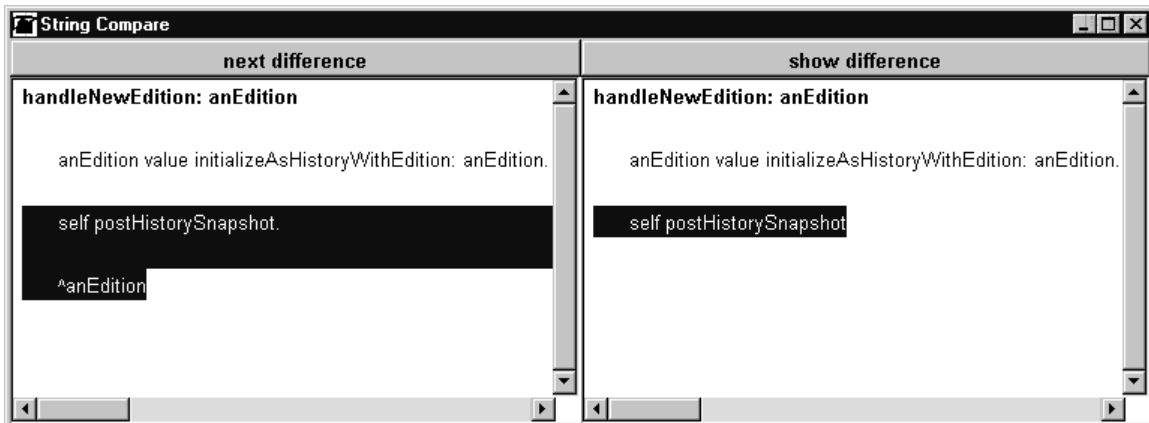 String Compare
next difference
show difference
handleNewEdition: anEdition
anEdition value initializeAsHistoryWithEdition: anEdition.
self postHistorySnapshot.
^anEdition
handleNewEdition: anEdition
anEdition value initializeAsHistoryWithEdition: anEdition.
self postHistorySnapshot